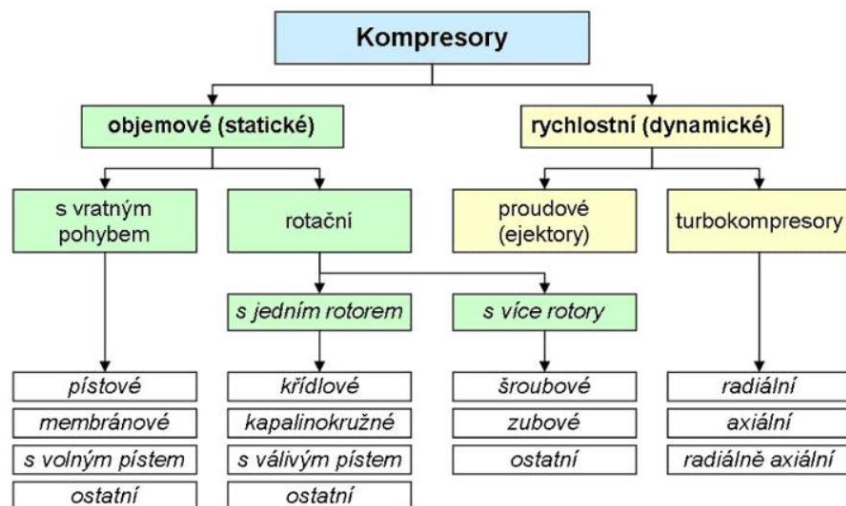 Kompresory
objemové (statické)
rychlostní (dynamické)
s vratným
pohybem
rotační
proudové
(ejektory)
turbokompresory
s jedním rotorem
s více rotory
pístové
membránové
s volným pístem
ostatní
křídlové
kapalinokružné
s válivým pístem
ostatní
šroubové
zubové
ostatní
radiální
axiální
radiálně axiální